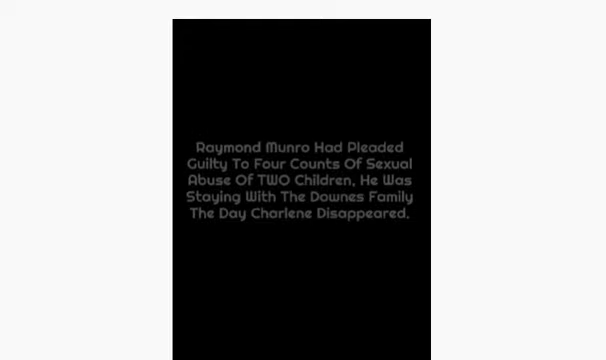 Raymond Munro Had Pleaded
Guilty To Four Counts Of Sexual
Abuse Of TWO Children, He Was
Staying With The Downes Family
The Day Charlene Disappeared.